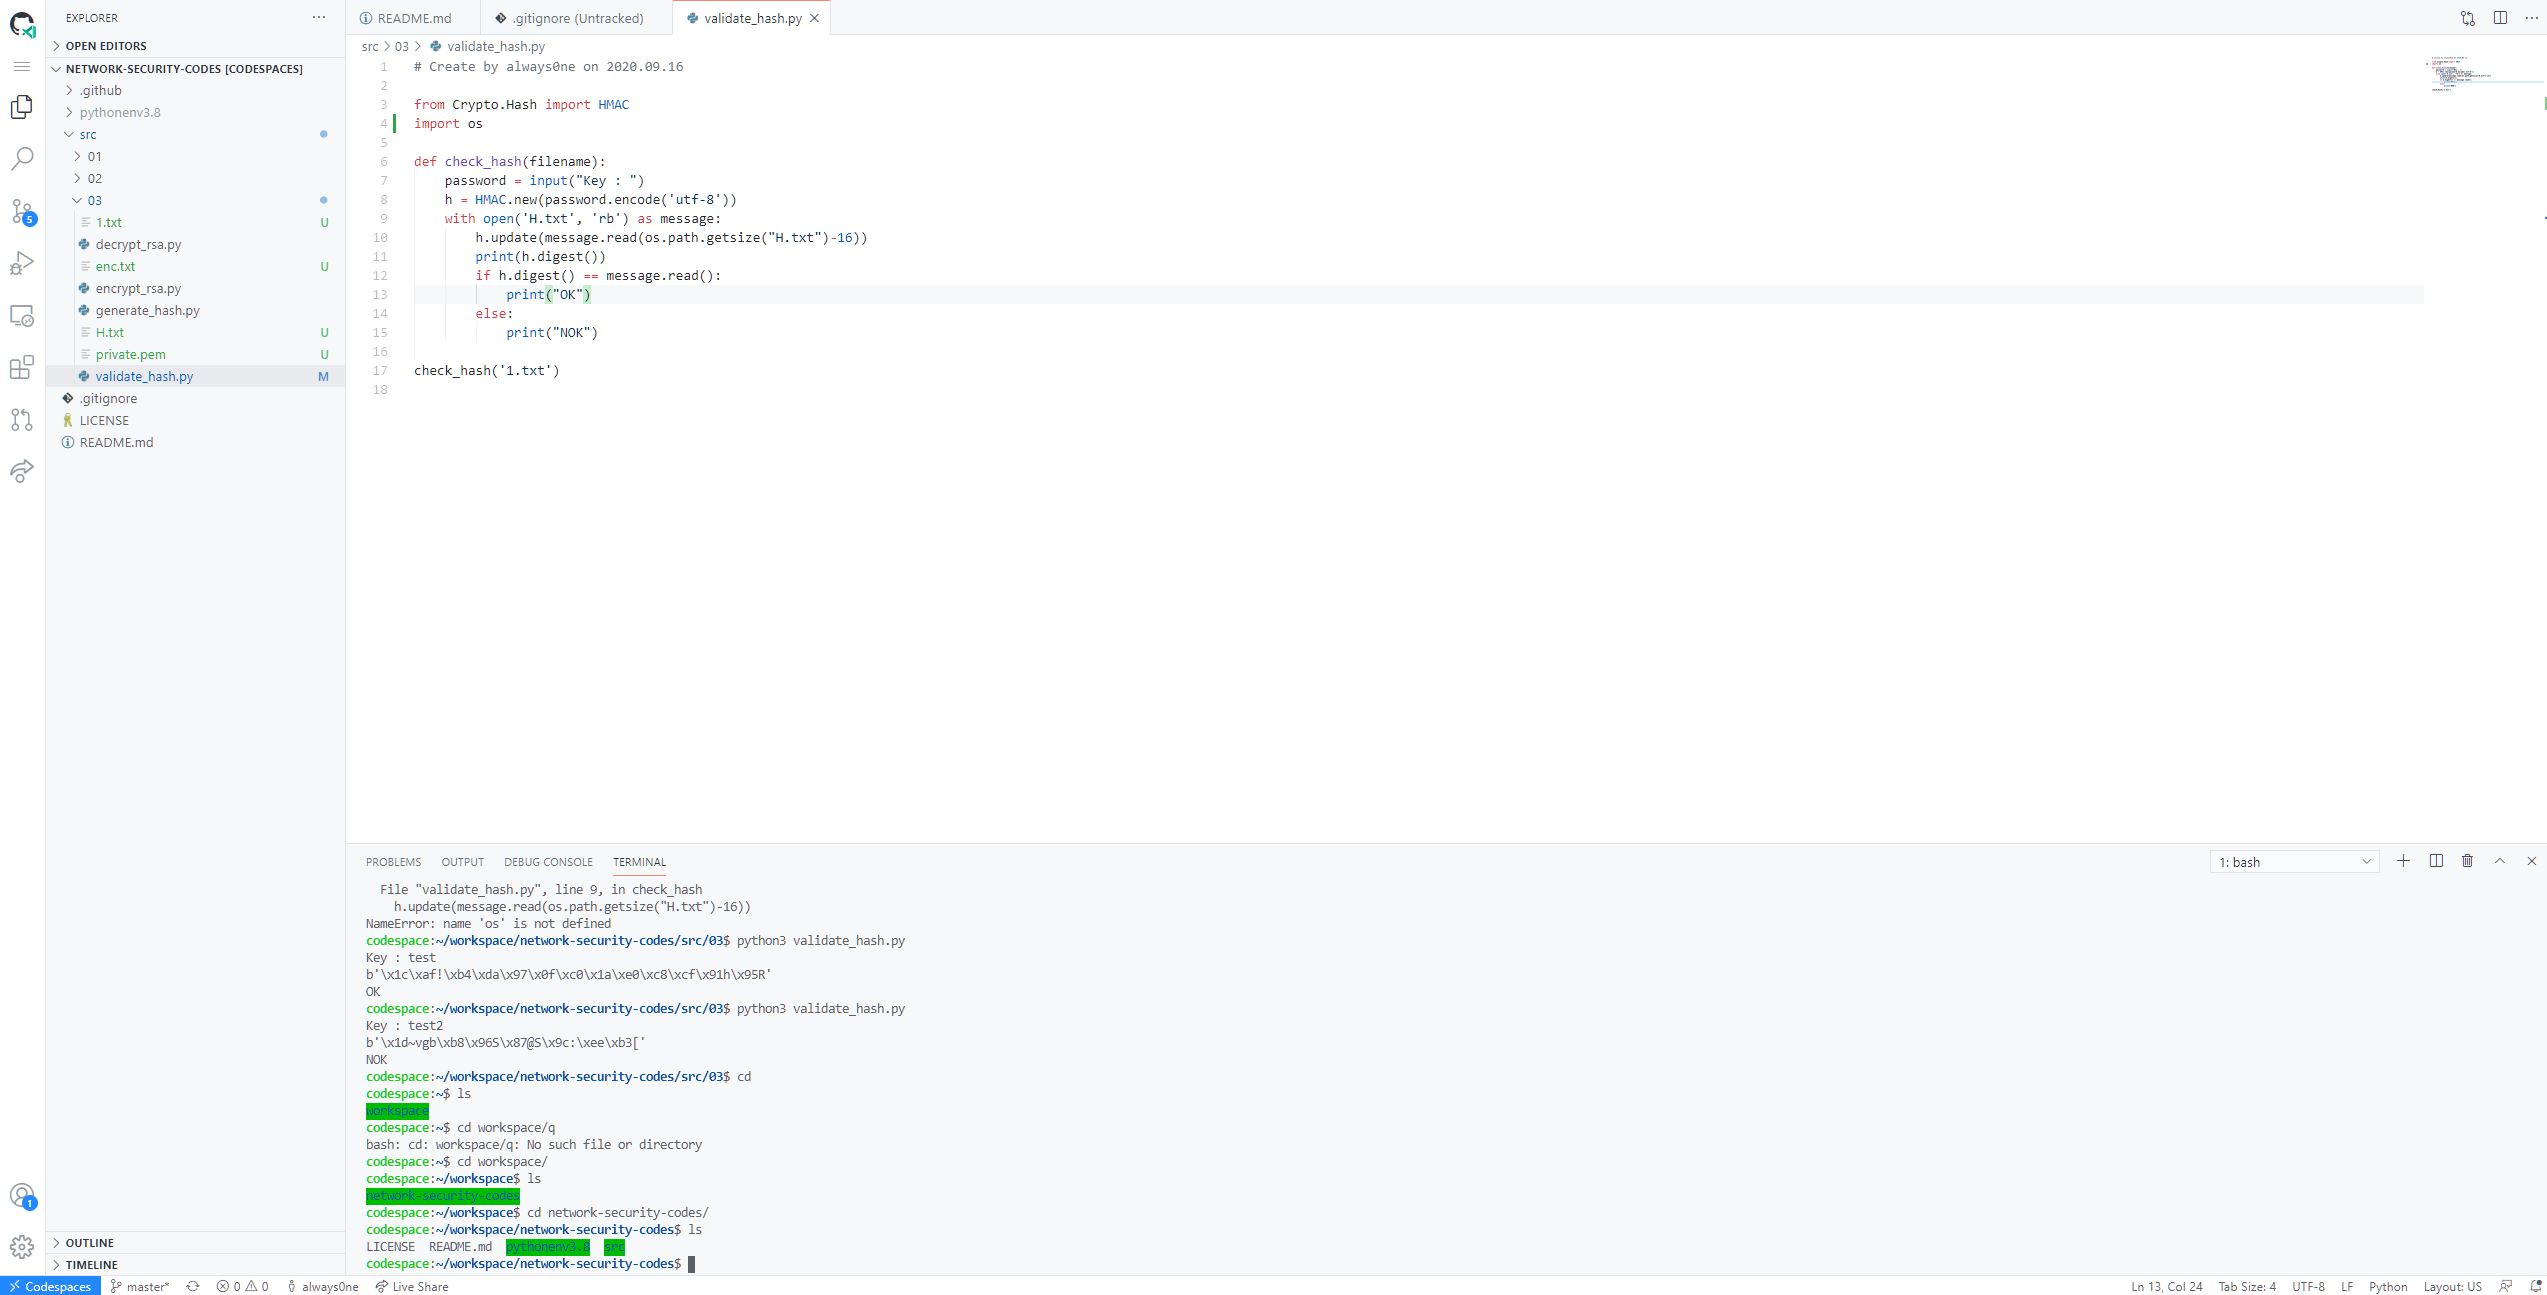 EXPLORER
OPEN EDITORS
NETWORK-SECURITY-CODES [CODESPACES]
.github
pythonenv3.8
src
01
02
03
1.txt U
decrypt_rsa.py
enc.txt U
encrypt_rsa.py
generate_hash.py
H.txt U
private.pem U
validate_hash.py M
.gitignore
LICENSE
README.md
OUTLINE
TIMELINE
5
1
README.md .gitignore (Untracked) validate_hash.py
src > 03 > validate_hash.py
1 # Create by always0ne on 2020.09.16
2
3 from Crypto.Hash import HMAC
4 import os
5
6 def check_hash(filename):
7 password = input("Key : ")
8 h = HMAC.new(password.encode('utf-8'))
9 with open('H.txt', 'rb') as message:
10 h.update(message.read(os.path.getsize("H.txt")-16))
11 print(h.digest())
12 if h.digest() == message.read():
13 print("OK")
14 else:
15 print("NOK")
16
17 check_hash('1.txt')
18
PROBLEMS OUTPUT DEBUG CONSOLE TERMINAL 1: bash
File "validate_hash.py", line 9, in check_hash
h.update(message.read(os.path.getsize("H.txt")-16))
NameError: name 'os' is not defined
codespace:~/workspace/network-security-codes/src/03$ python3 validate_hash.py
Key : test
b'\x1c\xaf!\xb4\xda\x97\x0f\xc0\x1a\xe0\xc8\xcf\x91h\x95R'
OK
codespace:~/workspace/network-security-codes/src/03$ python3 validate_hash.py
Key : test2
b'\x1d~vgb\xb8\x96S\x87@S\x9c:\xee\xb3['
NOK
codespace:~/workspace/network-security-codes/src/03$ cd
codespace:~$ ls
workspace
codespace:~$ cd workspace/q
bash: cd: workspace/q: No such file or directory
codespace:~$ cd workspace/
codespace:~/workspace$ ls
network-security-codes
codespace:~/workspace$ cd network-security-codes/
codespace:~/workspace/network-security-codes$ ls
LICENSE README.md pythonenv3.8 src
codespace:~/workspace/network-security-codes$
Codespaces master* 0 0 always0ne Live Share Ln 13, Col 24 Tab Size: 4 UTF-8 LF Python Layout: US